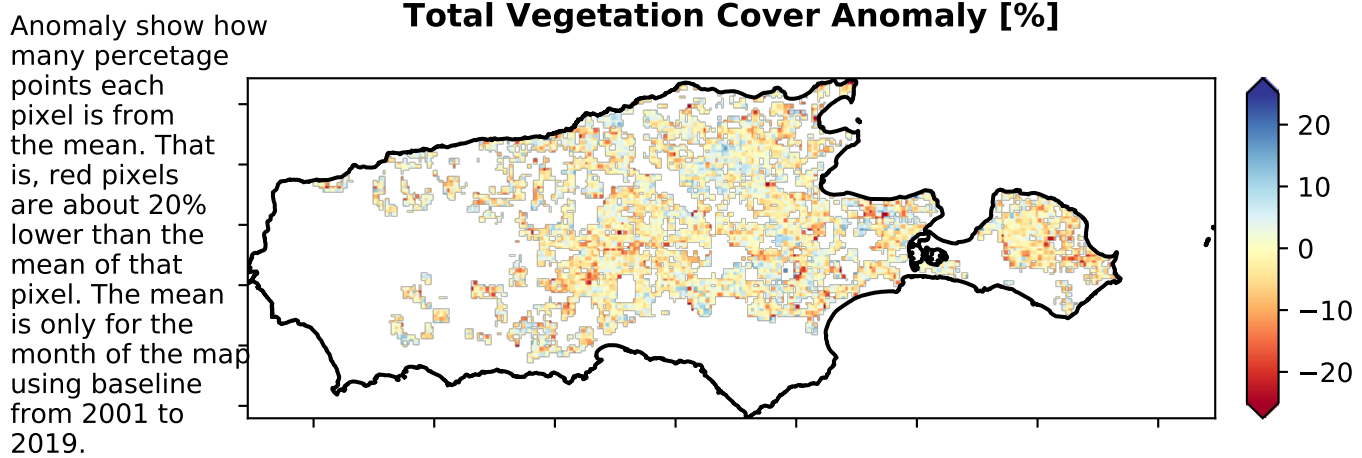 Total Vegetation Cover Anomaly [%]
Anomaly show how
many percetage
points each
pixel is from
the mean. That
is, red pixels
are about 20%
lower than the
mean of that
pixel. The mean
is only for the
month of the map
using baseline
from 2001 to
2019.
20
10
0
−10
−20